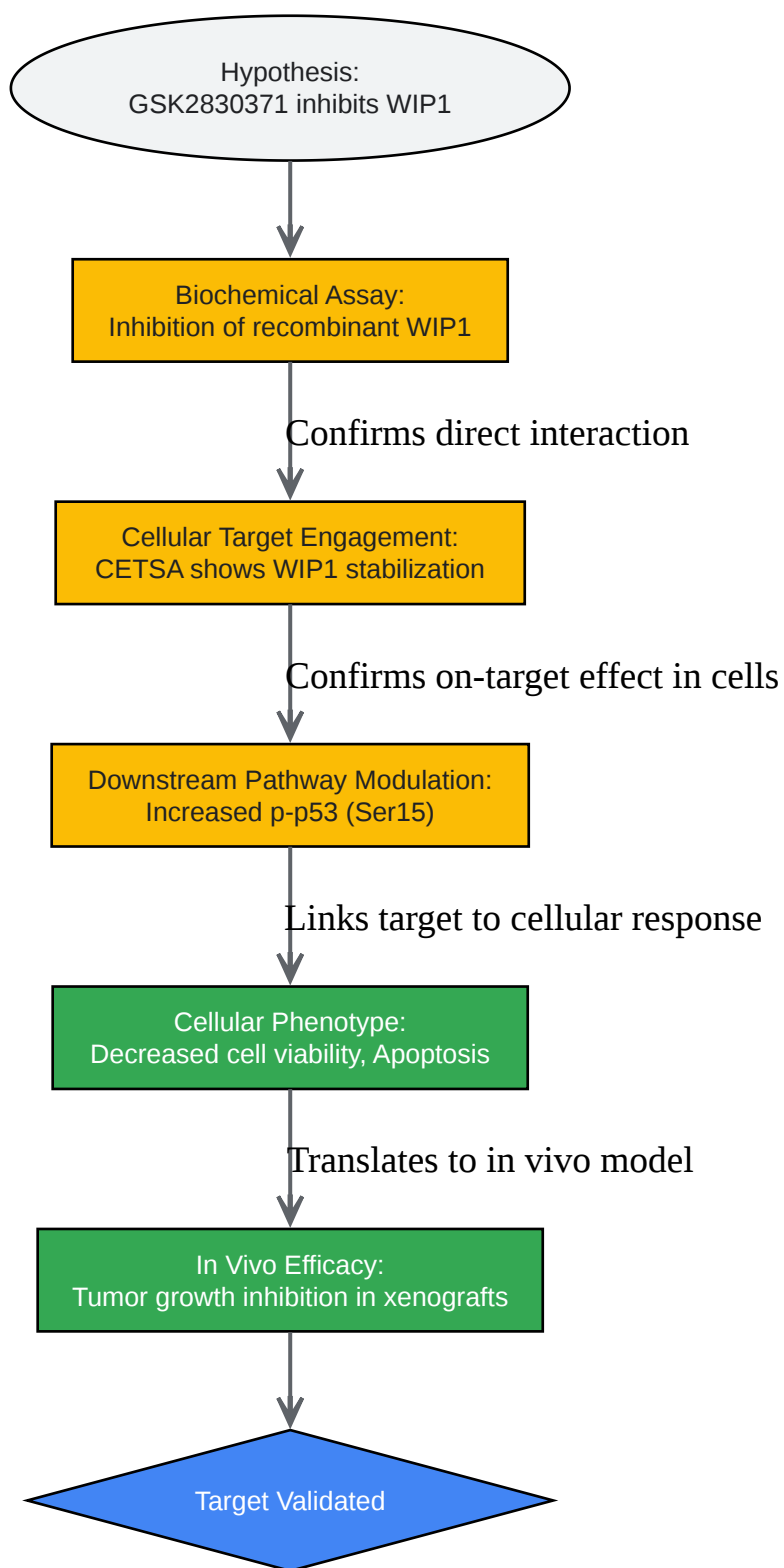 Hypothesis:
GSK2830371 inhibits WIP1
Biochemical Assay:
Inhibition of recombinant WIP1
Confirms direct interaction
Cellular Target Engagement:
CETSA shows WIP1 stabilization
Confirms on-target effect in cells
Downstream Pathway Modulation:
Increased p-p53 (Ser15)
Links target to cellular response
Cellular Phenotype:
Decreased cell viability, Apoptosis
Translates to in vivo model
In Vivo Efficacy:
Tumor growth inhibition in xenografts
Target Validated